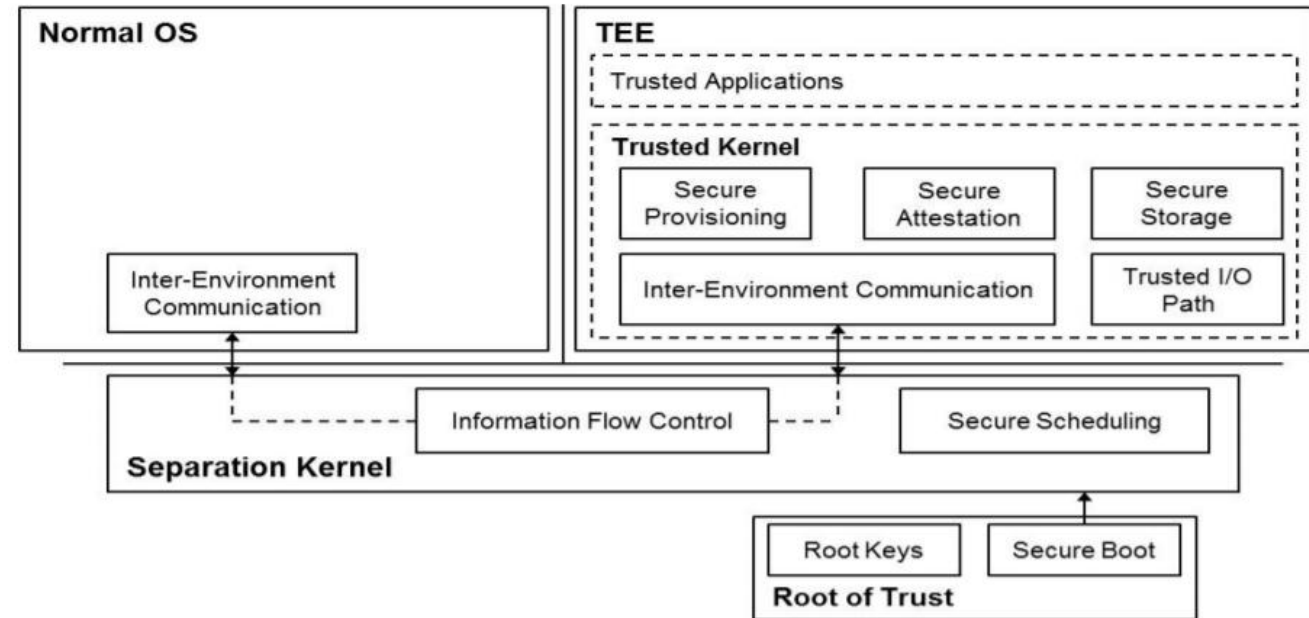 Normal OS
TEE
Trusted Applications
Trusted Kernel
Secure
Provisioning
Secure
Attestation
Secure
Storage
Inter-Environment
Communication
Inter-Environment Communication
Trusted I/O
Path
Information Flow Control
Secure Scheduling
Separation Kernel
Root Keys
Secure Boot
Root of Trust